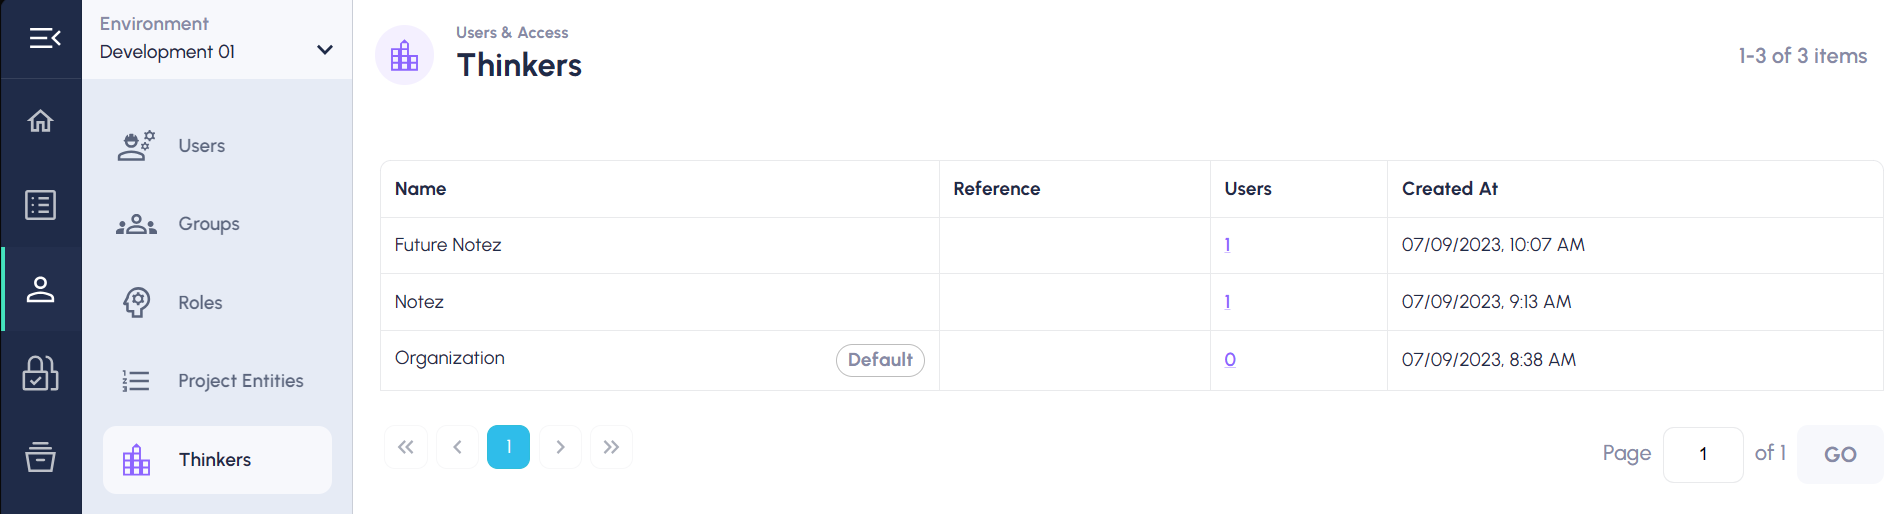 Environment
Development 01
Users
Groups
Roles
Project Entities
Thinkers
Users & Access
Thinkers
1-3 of 3 items
Name Reference Users Created At
Future Notez 1 07/09/2023, 10:07 AM
Notez 1 07/09/2023, 9:13 AM
Organization Default 0 07/09/2023, 8:38 AM
1
Page 1 of 1 GO